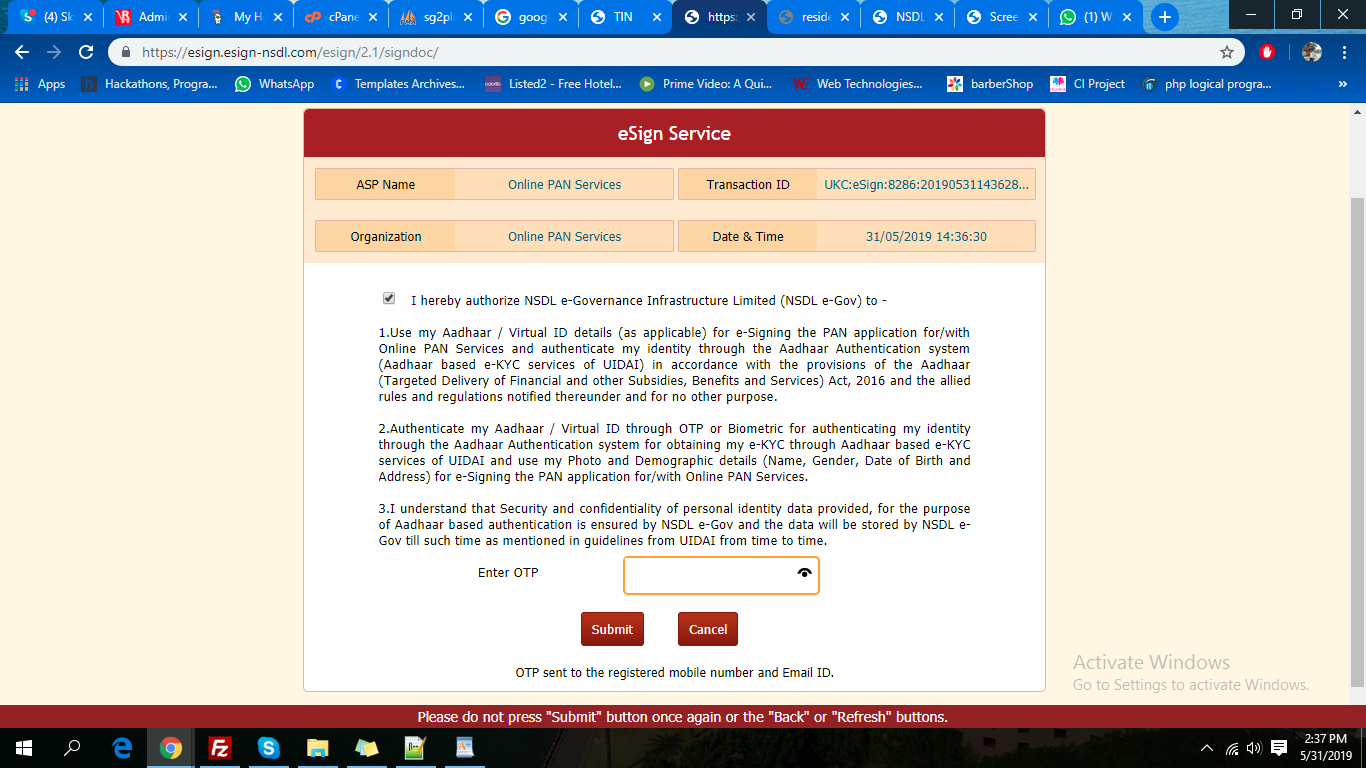 (4) Sk
Admi
My H
cPane
sg2pl
goog
TIN
https:
reside
NSDL
Scree
(1) W
https://esign.esign-nsdl.com/esign/2.1/signdoc/
Apps
Hackathons, Progra...
WhatsApp
Templates Archives...
Listed2 - Free Hotel...
Prime Video: A Qui...
Web Technologies...
barberShop
CI Project
php logical progra...
»
eSign Service
ASP Name Online PAN Services Transaction ID UKC:eSign:8286:20190531143628...
Organization Online PAN Services Date & Time 31/05/2019 14:36:30
I hereby authorize NSDL e-Governance Infrastructure Limited (NSDL e-Gov) to -
1.Use my Aadhaar / Virtual ID details (as applicable) for e-Signing the PAN application for/with
Online PAN Services and authenticate my identity through the Aadhaar Authentication system
(Aadhaar based e-KYC services of UIDAI) in accordance with the provisions of the Aadhaar
(Targeted Delivery of Financial and other Subsidies, Benefits and Services) Act, 2016 and the allied
rules and regulations notified thereunder and for no other purpose.
2.Authenticate my Aadhaar / Virtual ID through OTP or Biometric for authenticating my identity
through the Aadhaar Authentication system for obtaining my e-KYC through Aadhaar based e-KYC
services of UIDAI and use my Photo and Demographic details (Name, Gender, Date of Birth and
Address) for e-Signing the PAN application for/with Online PAN Services.
3.I understand that Security and confidentiality of personal identity data provided, for the purpose
of Aadhaar based authentication is ensured by NSDL e-Gov and the data will be stored by NSDL e-
Gov till such time as mentioned in guidelines from UIDAI from time to time.
Enter OTP
Submit Cancel
OTP sent to the registered mobile number and Email ID.
Activate Windows
Go to Settings to activate Windows.
Please do not press "Submit" button once again or the "Back" or "Refresh" buttons.
2:37 PM
5/31/2019